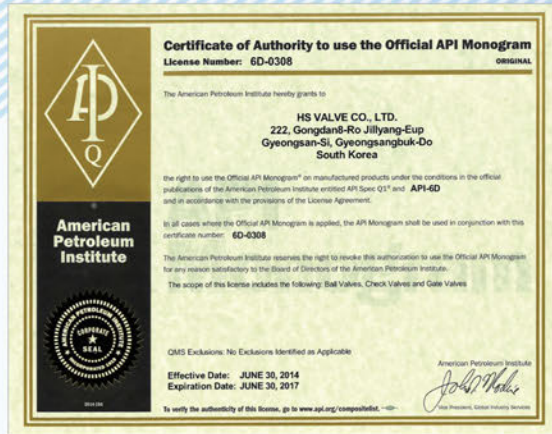 API
Q
American
Petroleum
Institute
AMERICAN PETROLEUM INSTITUTE
CORPORATE
SEAL
Certificate of Authority to use the Official API Monogram
License Number: 6D-0308
ORIGINAL
The American Petroleum Institute hereby grants to
HS VALVE CO., LTD.
222, Gongdan8-Ro Jillyang-Eup
Gyeongsan-Si, Gyeongsangbuk-Do
South Korea
the right to use the Official API Monogram® on manufactured products under the conditions in the official
publications of the American Petroleum Institute entitled API Spec Q1® and API-6D
and in accordance with the provisions of the License Agreement.
In all cases where the Official API Monogram is applied, the API Monogram shall be used in conjunction with this
certificate number: 6D-0308
The American Petroleum Institute reserves the right to revoke this authorization to use the Official API Monogram
for any reason satisfactory to the Board of Directors of the American Petroleum Institute.
The scope of this license includes the following: Ball Valves, Check Valves and Gate Valves
QMS Exclusions: No Exclusions Identified as Applicable
Effective Date: JUNE 30, 2014
Expiration Date: JUNE 30, 2017
To verify the authenticity of this license, go to www.api.org/compositelist.
American Petroleum Institute
Vice President, Global Industry Services